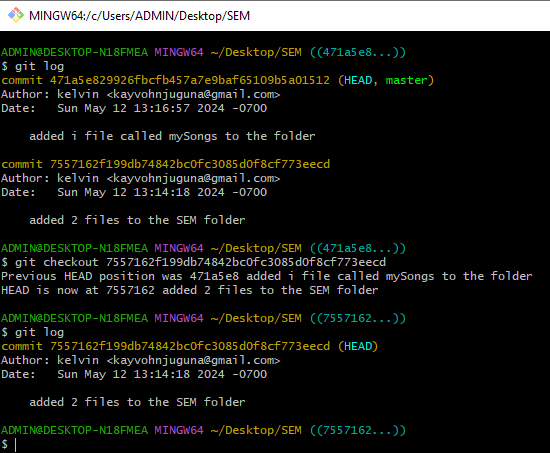 MINGW64:/c/Users/ADMIN/Desktop/SEM
ADMIN@DESKTOP-N18FMEA MINGW64 ~/Desktop/SEM ((471a5e8...))
$ git log
commit 471a5e829926fbcfb457a7e9baf65109b5a01512 (HEAD, master)
Author: kelvin <kayvohnjuguna@gmail.com>
Date:   Sun May 12 13:16:57 2024 -0700
added i file called mySongs to the folder
commit 7557162f199db74842bc0fc3085d0f8cf773eecd
Author: kelvin <kayvohnjuguna@gmail.com>
Date:   Sun May 12 13:14:18 2024 -0700
added 2 files to the SEM folder
ADMIN@DESKTOP-N18FMEA MINGW64 ~/Desktop/SEM ((471a5e8...))
$ git checkout 7557162f199db74842bc0fc3085d0f8cf773eecd
Previous HEAD position was 471a5e8 added i file called mySongs to the folder
HEAD is now at 7557162 added 2 files to the SEM folder
ADMIN@DESKTOP-N18FMEA MINGW64 ~/Desktop/SEM ((7557162...))
$ git log
commit 7557162f199db74842bc0fc3085d0f8cf773eecd (HEAD)
Author: kelvin <kayvohnjuguna@gmail.com>
Date:   Sun May 12 13:14:18 2024 -0700
added 2 files to the SEM folder
ADMIN@DESKTOP-N18FMEA MINGW64 ~/Desktop/SEM ((7557162...))
$